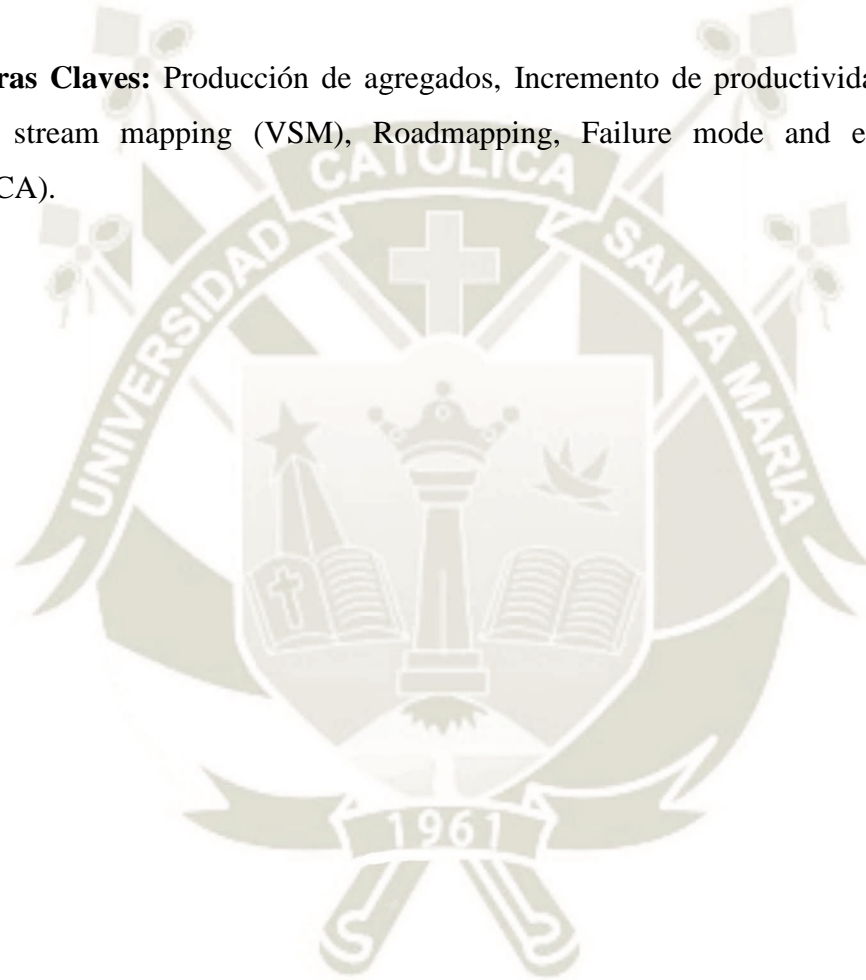 ras Claves: Producción de agregados, Incremento de productivida
stream mapping (VSM), Roadmapping, Failure mode and e
CA).
UNIVERSIDAD CATOLICA SANTA MARIA
1961